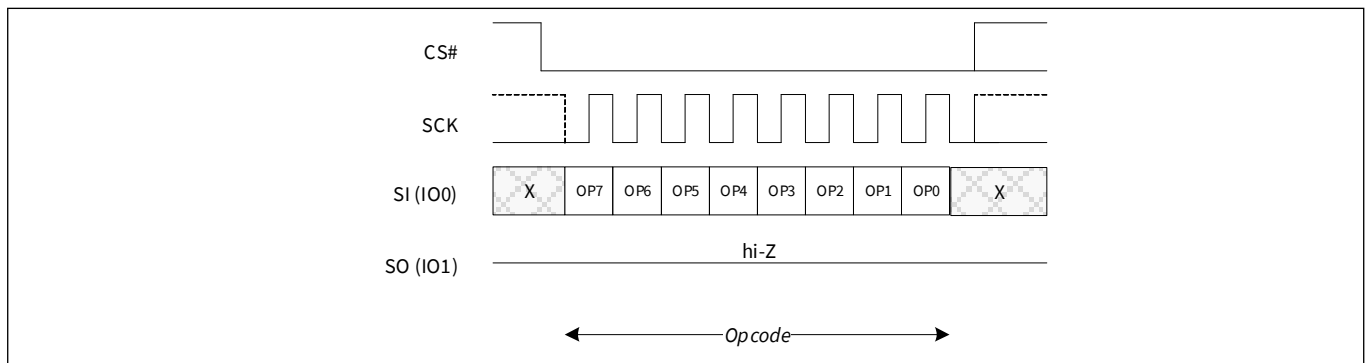 CS#
SCK
SI (IO0) X OP7 OP6 OP5 OP4 OP3 OP2 OP1 OP0 X
hi-Z
SO (IO1)
Opcode